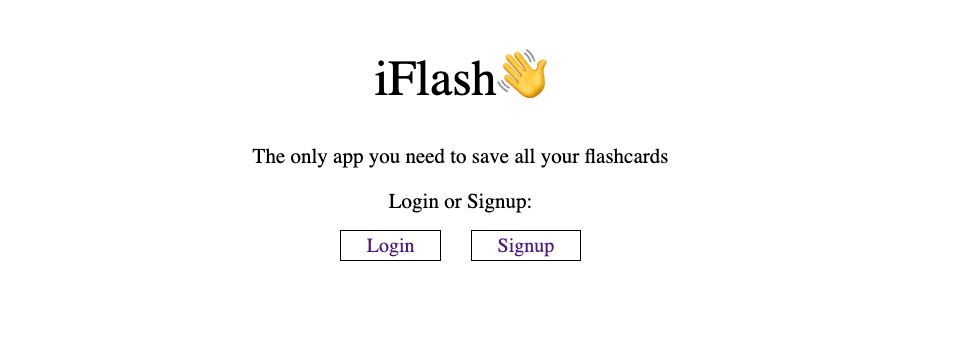 iFlash👋
The only app you need to save all your flashcards
Login or Signup:
Login Signup